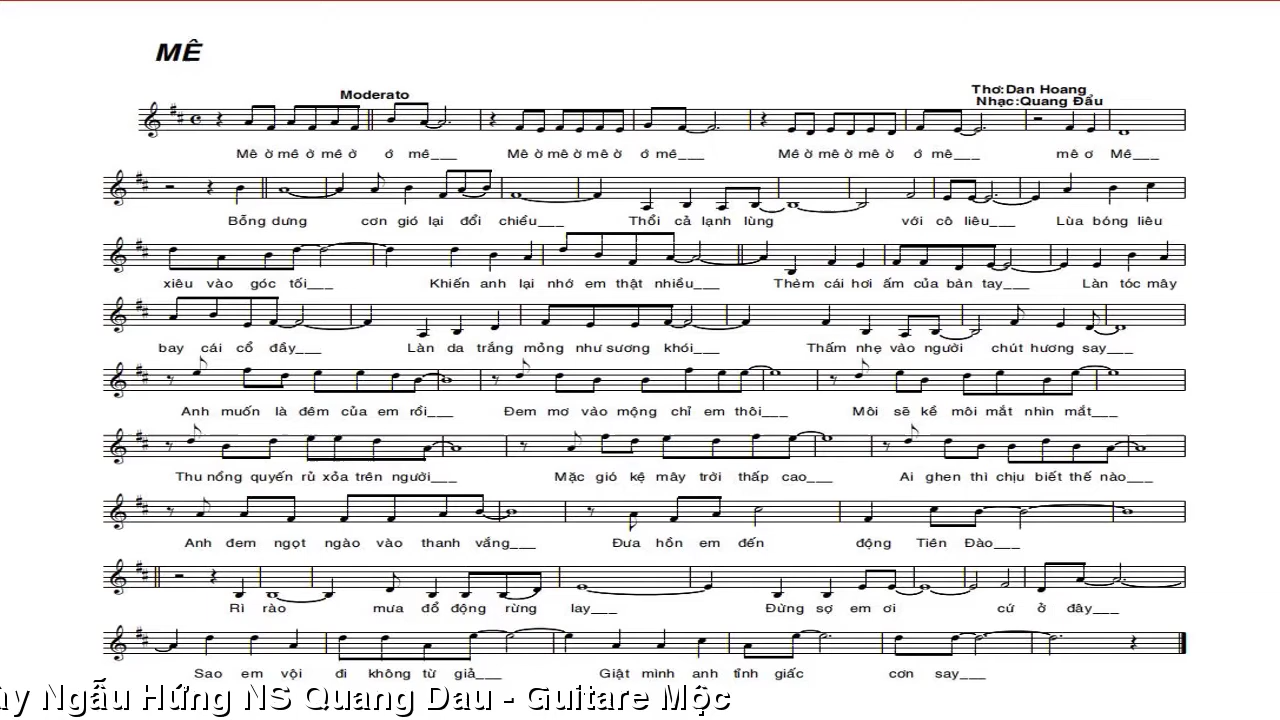 MÊ
Moderato
Thơ:Dan Hoang
Nhạc:Quang Đẩu
Mê ờ mê ở mê ở ớ mê___ Mê ờ mê ờ mê ờ ớ mê___ Mê ờ mê ờ mê ờ ớ mê___ mê ơ Mê___
Bỗng dưng cơn gió lại đổi chiều___ Thổi cả lạnh lùng với cô liêu___ Lùa bóng liêu
xiêu vào góc tối___ Khiến anh lại nhớ em thật nhiều___ Thèm cái hơi ấm của bàn tay___ Làn tóc mây
bay cái cổ đầy___ Làn da trắng mỏng như sương khói___ Thấm nhẹ vào người chút hương say___
Anh muốn là đêm của em rồi___ Đem mơ vào mộng chỉ em thôi___ Môi sẽ kề môi mắt nhìn mắt___
Thu nồng quyến rủ xỏa trên người___ Mặc gió kệ mây trời thấp cao___ Ai ghen thì chịu biết thế nào___
Anh đem ngọt ngào vào thanh vắng___ Đưa hồn em đến động Tiên Đào___
Rì rào mưa đổ động rừng lay___ Đừng sợ em ơi cứ ở đây___
Sao em vội đi không từ giả___ Giật mình anh tỉnh giấc cơn say___
Ngẫu Hứng NS Quang Dau - Guitare Mộc